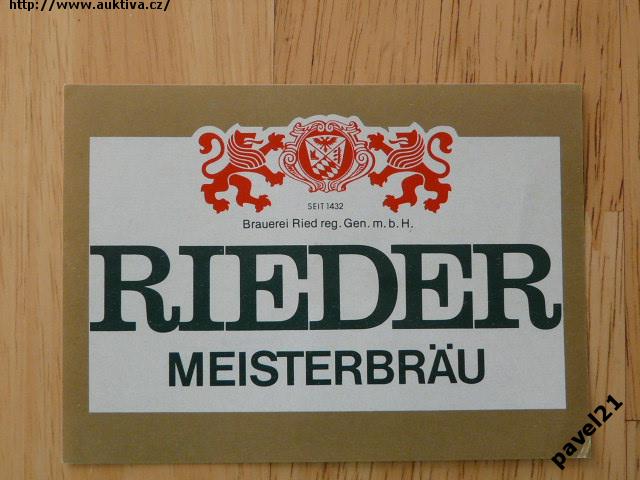 http://www.auktiva.cz/
SEIT 1432
Brauerei Ried reg. Gen. m. b. H.
RIEDER
MEISTERBRÄU
pavel21